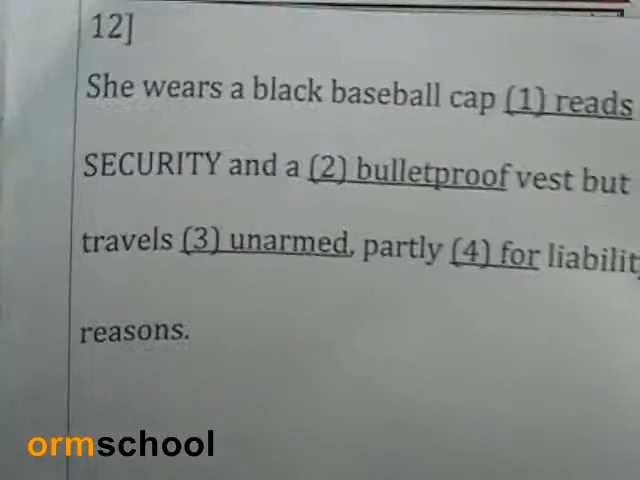 12]
She wears a black baseball cap (1) reads
SECURITY and a (2) bulletproof vest but
travels (3) unarmed, partly (4) for liability
reasons.
ormschool